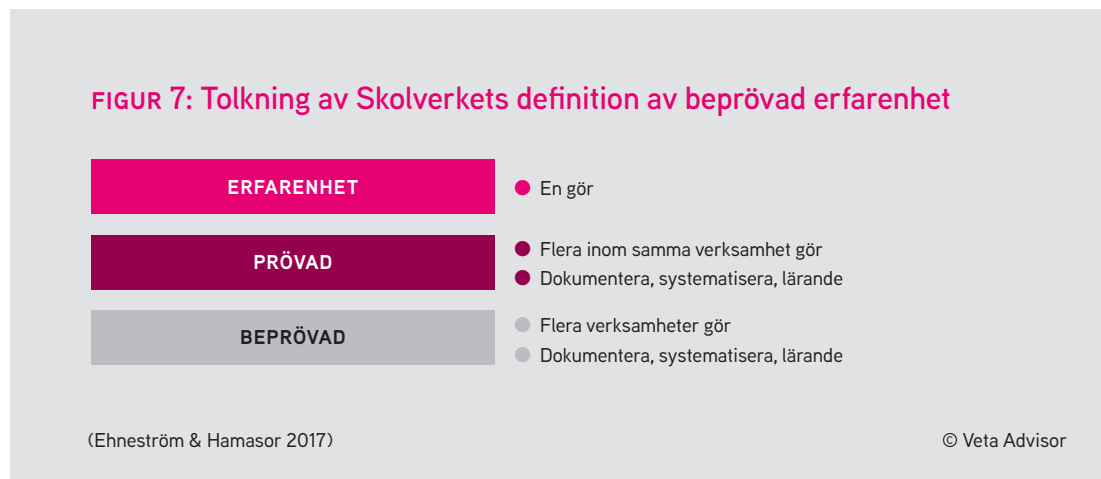 FIGUR 7: Tolkning av Skolverkets definition av beprövad erfarenhet
ERFARENHET
En gör
PRÖVAD
Flera inom samma verksamhet gör
Dokumentera, systematisera, lärande
BEPRÖVAD
Flera verksamheter gör
Dokumentera, systematisera, lärande
(Ehneström & Hamasor 2017)
© Veta Advisor